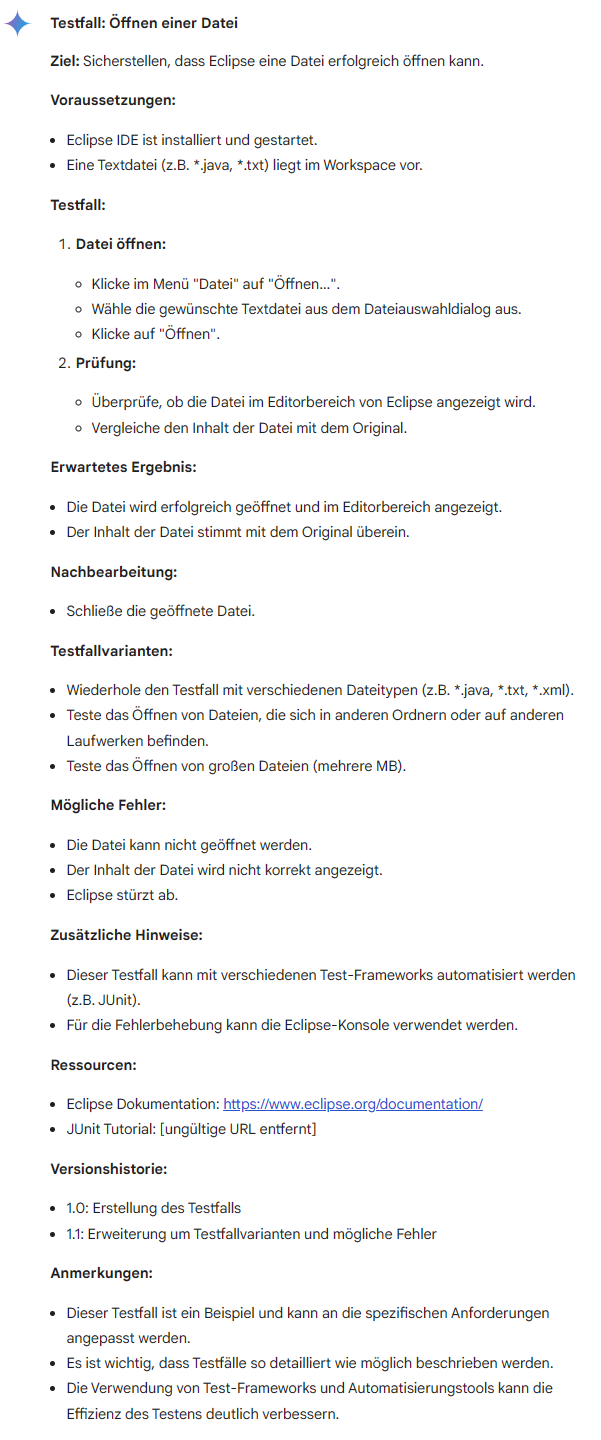 Testfall: Öffnen einer Datei
Ziel: Sicherstellen, dass Eclipse eine Datei erfolgreich öffnen kann.
Voraussetzungen:
• Eclipse IDE ist installiert und gestartet.
• Eine Textdatei (z.B. *.java, *.txt) liegt im Workspace vor.
Testfall:
1. Datei öffnen:
○ Klicke im Menü "Datei" auf "Öffnen...".
○ Wähle die gewünschte Textdatei aus dem Dateiauswahldialog aus.
○ Klicke auf "Öffnen".
2. Prüfung:
○ Überprüfe, ob die Datei im Editorbereich von Eclipse angezeigt wird.
○ Vergleiche den Inhalt der Datei mit dem Original.
Erwartetes Ergebnis:
• Die Datei wird erfolgreich geöffnet und im Editorbereich angezeigt.
• Der Inhalt der Datei stimmt mit dem Original überein.
Nachbearbeitung:
• Schließe die geöffnete Datei.
Testfallvarianten:
• Wiederhole den Testfall mit verschiedenen Dateitypen (z.B. *.java, *.txt, *.xml).
• Teste das Öffnen von Dateien, die sich in anderen Ordnern oder auf anderen
Laufwerken befinden.
• Teste das Öffnen von großen Dateien (mehrere MB).
Mögliche Fehler:
• Die Datei kann nicht geöffnet werden.
• Der Inhalt der Datei wird nicht korrekt angezeigt.
• Eclipse stürzt ab.
Zusätzliche Hinweise:
• Dieser Testfall kann mit verschiedenen Test-Frameworks automatisiert werden
(z.B. JUnit).
• Für die Fehlerbehebung kann die Eclipse-Konsole verwendet werden.
Ressourcen:
• Eclipse Dokumentation: https://www.eclipse.org/documentation/
• JUnit Tutorial: [ungültige URL entfernt]
Versionshistorie:
• 1.0: Erstellung des Testfalls
• 1.1: Erweiterung um Testfallvarianten und mögliche Fehler
Anmerkungen:
• Dieser Testfall ist ein Beispiel und kann an die spezifischen Anforderungen
angepasst werden.
• Es ist wichtig, dass Testfälle so detailliert wie möglich beschrieben werden.
• Die Verwendung von Test-Frameworks und Automatisierungstools kann die
Effizienz des Testens deutlich verbessern.